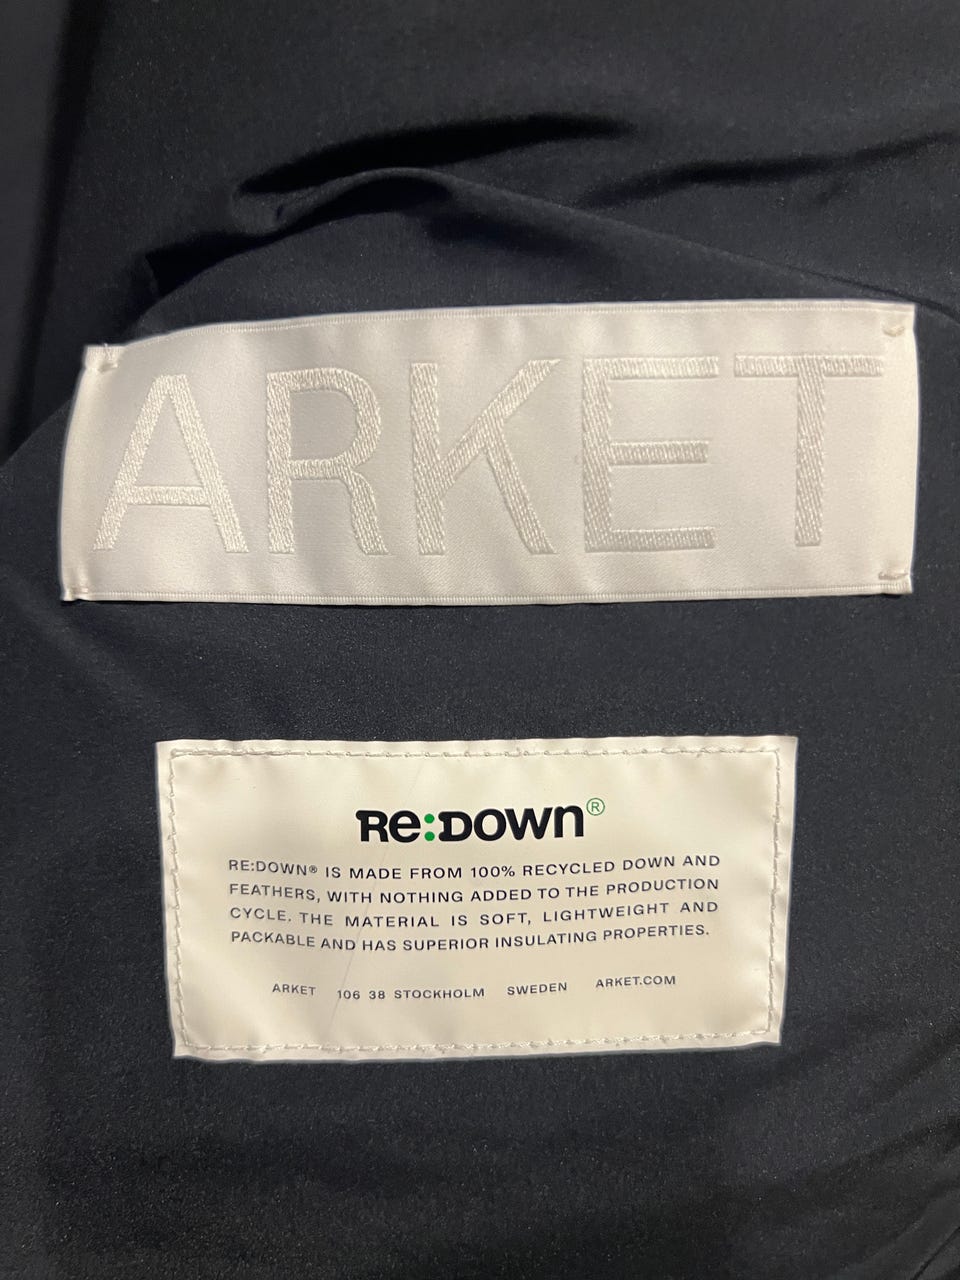 ARKET
RE:DOWN®
RE:DOWN® IS MADE FROM 100% RECYCLED DOWN AND
FEATHERS, WITH NOTHING ADDED TO THE PRODUCTION
CYCLE. THE MATERIAL IS SOFT, LIGHTWEIGHT AND
PACKABLE AND HAS SUPERIOR INSULATING PROPERTIES.
ARKET 106 38 STOCKHOLM SWEDEN ARKET.COM